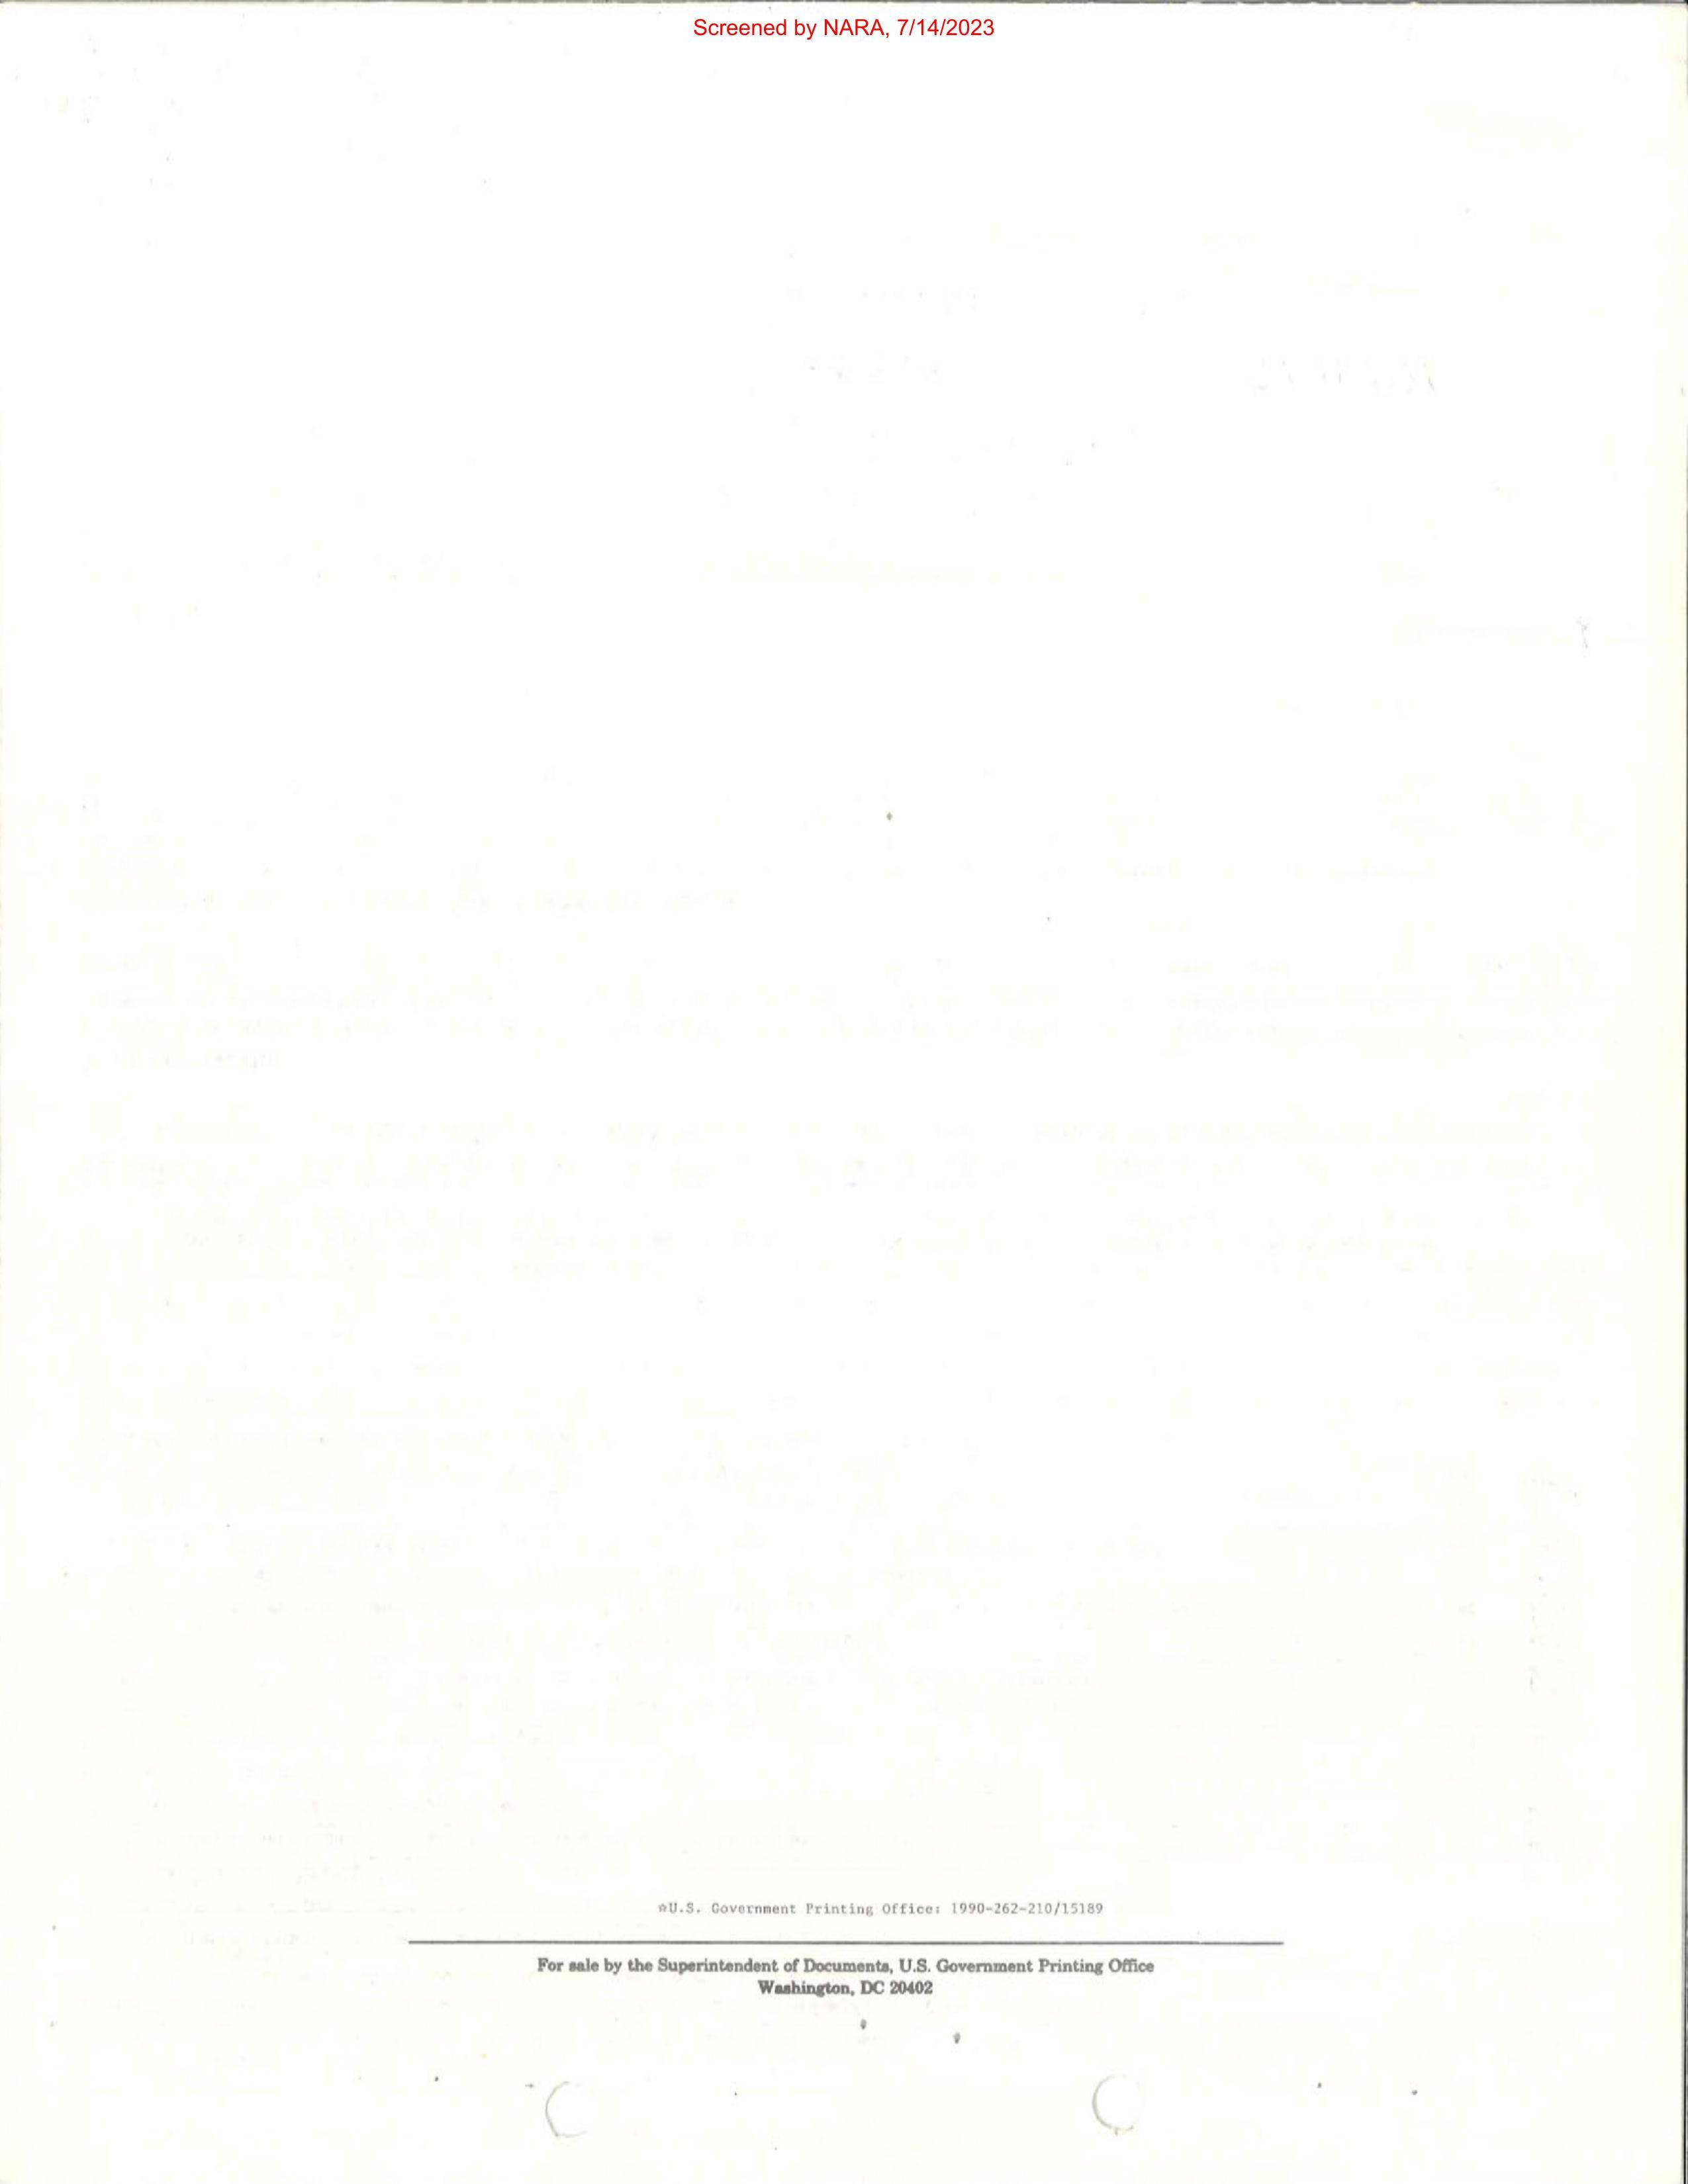 Screened by NARA, 7/14/2023
☆U.S. Government Printing Office: 1990-262-210/15189
For sale by the Superintendent of Documents, U.S. Government Printing Office
Washington, DC 20402